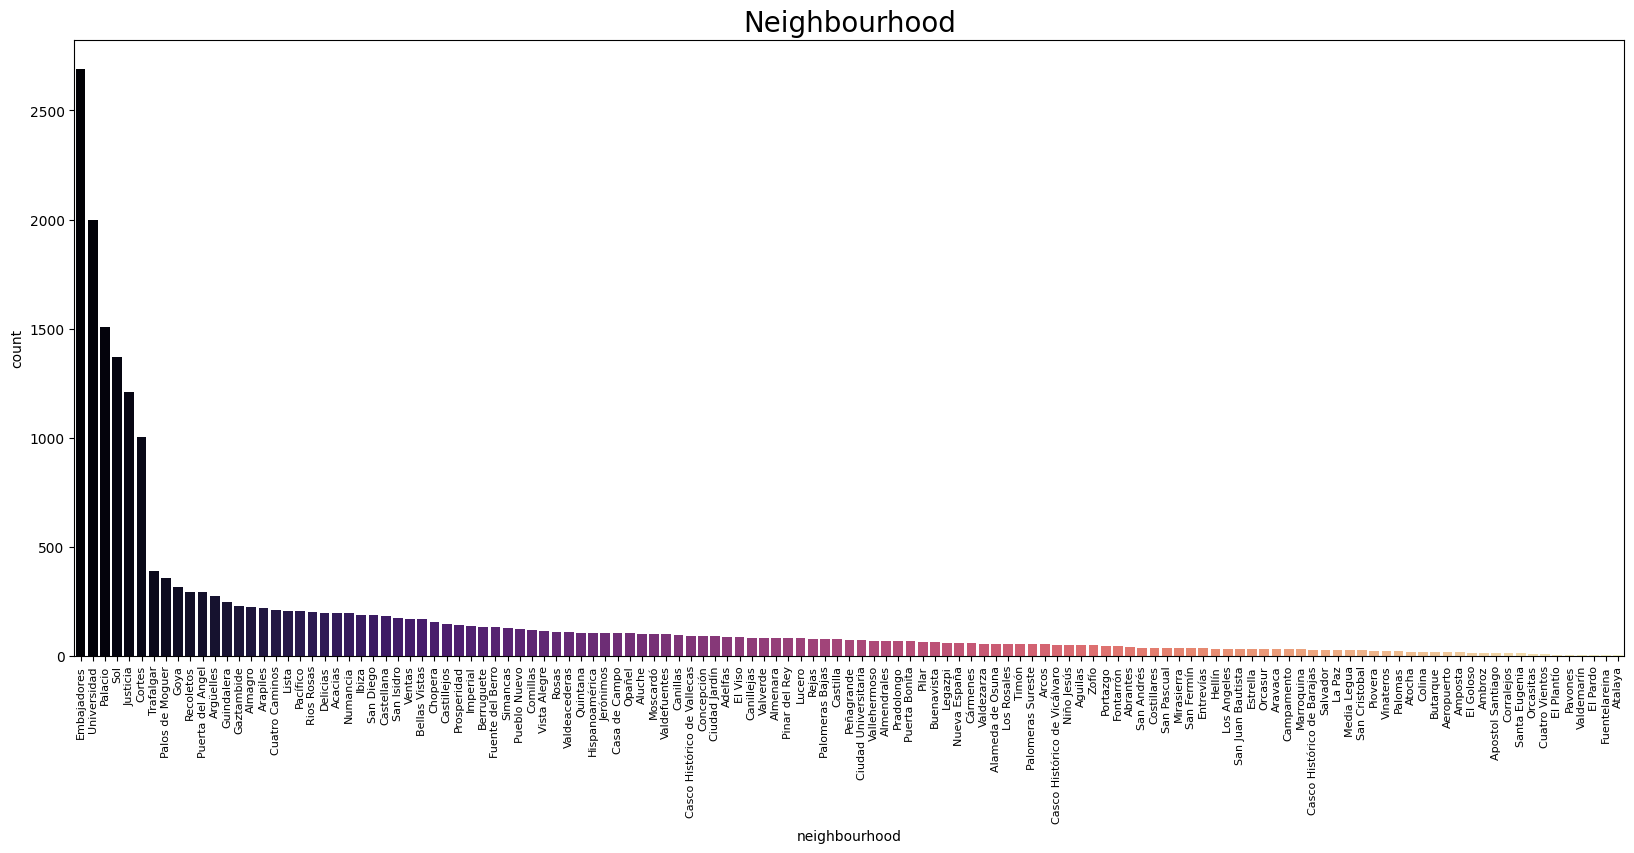 Neighbourhood
count
2500
2000
1500
1000
500
0
Embajadores
Universidad
Palacio
Sol
Justicia
Cortes
Trafalgar
Palos de Moguer
Goya
Recoletos
Puerta del Angel
Argüelles
Guindalera
Gaztambide
Almagro
Arapiles
Cuatro Caminos
Lista
Pacífico
Rios Rosas
Delicias
Acacias
Numancia
Ibiza
San Diego
Castellana
San Isidro
Ventas
Bellas Vistas
Chopera
Castillejos
Prosperidad
Imperial
Berruguete
Fuente del Berro
Simancas
Pueblo Nuevo
Comillas
Vista Alegre
Rosas
Valdeacederas
Quintana
Hispanoamérica
Jerónimos
Casa de Campo
Opañel
Aluche
Moscardó
Valdefuentes
Canillas
Casco Histórico de Vallecas
Concepción
Ciudad Jardín
Adelfas
El Viso
Canillejas
Valverde
Almenara
Pinar del Rey
Lucero
Rejas
Palomeras Bajas
Castilla
Peñagrande
Ciudad Universitaria
Vallehermoso
Almendrales
Pradolongo
Puerta Bonita
Pilar
Buenavista
Legazpi
Nueva España
Cármenes
Valdezarza
Alameda de Osuna
Los Rosales
Timón
Palomeras Sureste
Arcos
Casco Histórico de Vicálvaro
Niño Jesús
Aguilas
Zofío
Portazgo
Fontarrón
Abrantes
San Andrés
Costillares
San Pascual
Mirasierra
San Fermín
Entrevías
Hellín
Los Angeles
San Juan Bautista
Estrella
Orcasur
Aravaca
Campamento
Marroquina
Casco Histórico de Barajas
Salvador
La Paz
Media Legua
San Cristobal
Piovera
Vinateros
Palomas
Atocha
Colina
Butarque
Aeropuerto
Amposta
El Goloso
Ambroz
Apostol Santiago
Corralejos
Santa Eugenia
Orcasitas
Cuatro Vientos
El Plantío
Pavones
Valdemarín
El Pardo
Fuentelareina
Atalaya
neighbourhood